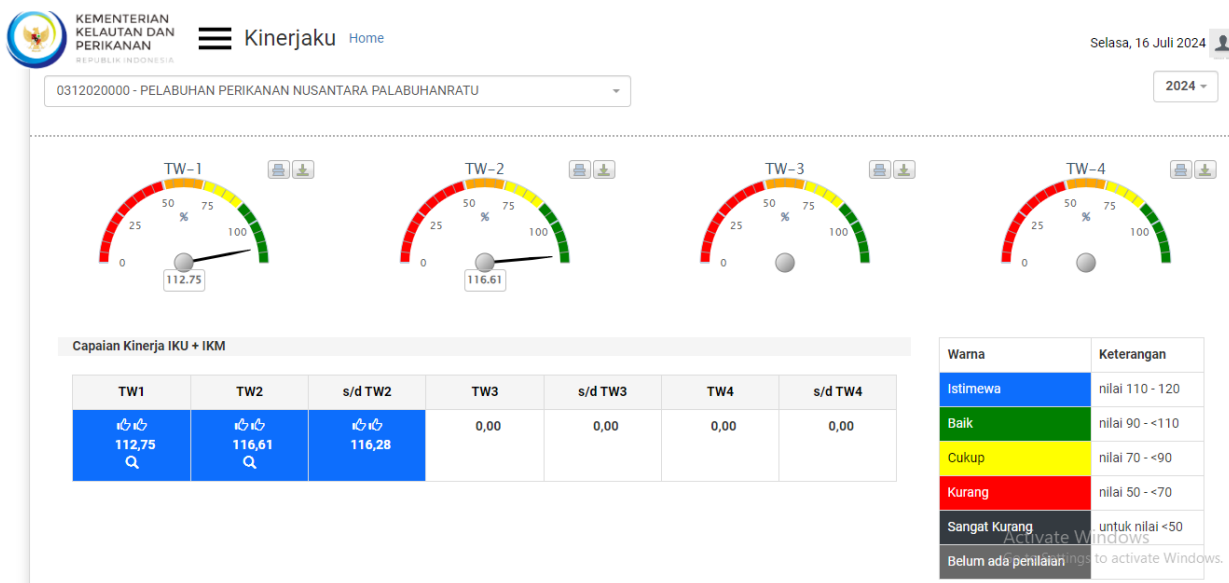 KEMENTERIAN
KELAUTAN DAN
PERIKANAN
REPUBLIK INDONESIA
Kinerjaku Home
Selasa, 16 Juli 2024
0312020000 - PELABUHAN PERIKANAN NUSANTARA PALABUHANRATU
2024
TW-1
0 25 50 75 100
%
112.75
TW-2
0 25 50 75 100
%
116.61
TW-3
0 25 50 75 100
%
TW-4
0 25 50 75 100
%
Capaian Kinerja IKU + IKM
TW1 TW2 s/d TW2 TW3 s/d TW3 TW4 s/d TW4
112,75 116,61 116,28 0,00 0,00 0,00 0,00
Warna Keterangan
Istimewa nilai 110 - 120
Baik nilai 90 - <110
Cukup nilai 70 - <90
Kurang nilai 50 - <70
Sangat Kurang untuk nilai <50
Belum ada penilaian
Activate Windows
Go to Settings to activate Windows.